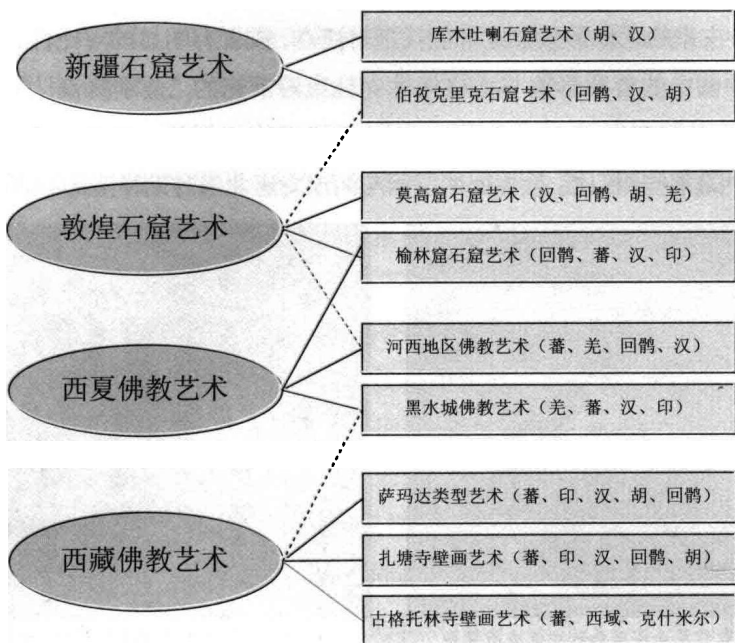 新疆石窟艺术
库木吐喇石窟艺术（胡、汉）
伯孜克里克石窟艺术（回鹘、汉、胡）
敦煌石窟艺术
莫高窟石窟艺术（汉、回鹘、胡、羌）
榆林窟石窟艺术（回鹘、蕃、汉、印）
西夏佛教艺术
河西地区佛教艺术（蕃、羌、回鹘、汉）
黑水城佛教艺术（羌、蕃、汉、印）
西藏佛教艺术
萨玛达类型艺术（蕃、印、汉、胡、回鹘）
扎塘寺壁画艺术（蕃、印、汉、回鹘、胡）
古格托林寺壁画艺术（蕃、西域、克什米尔）